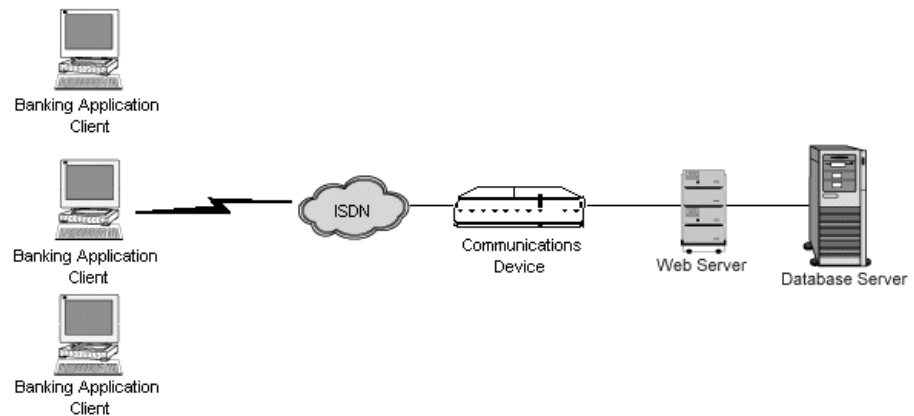 Banking Application
Client
Banking Application
Client
Banking Application
Client
ISDN
Communications
Device
Web Server
Database Server